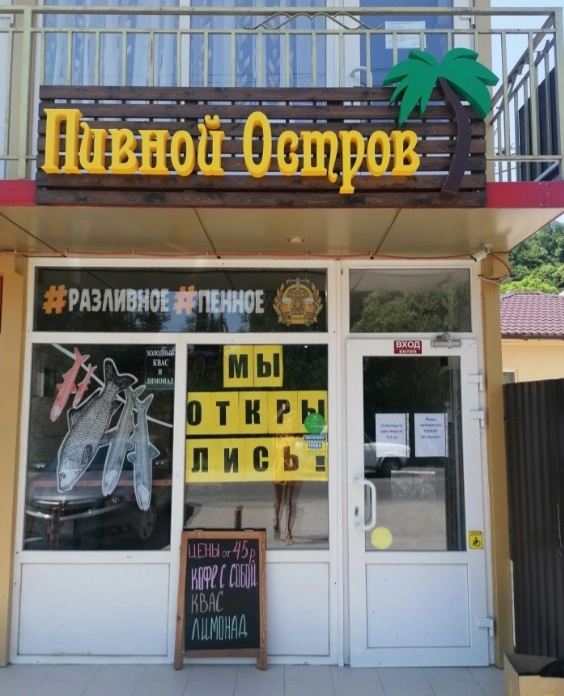 Пивной Остров
#РАЗЛИВНОЕ #ПЕННОЕ
ВХОД
ХОЛОДНЫЙ
КВАС
И
ЛИМОНАД
МЫ
ОТКРЫ
ЛИСЬ!
ЦЕНЫ от 45р
КОФЕ С СОБОЙ
КВАС
ЛИМОНАД